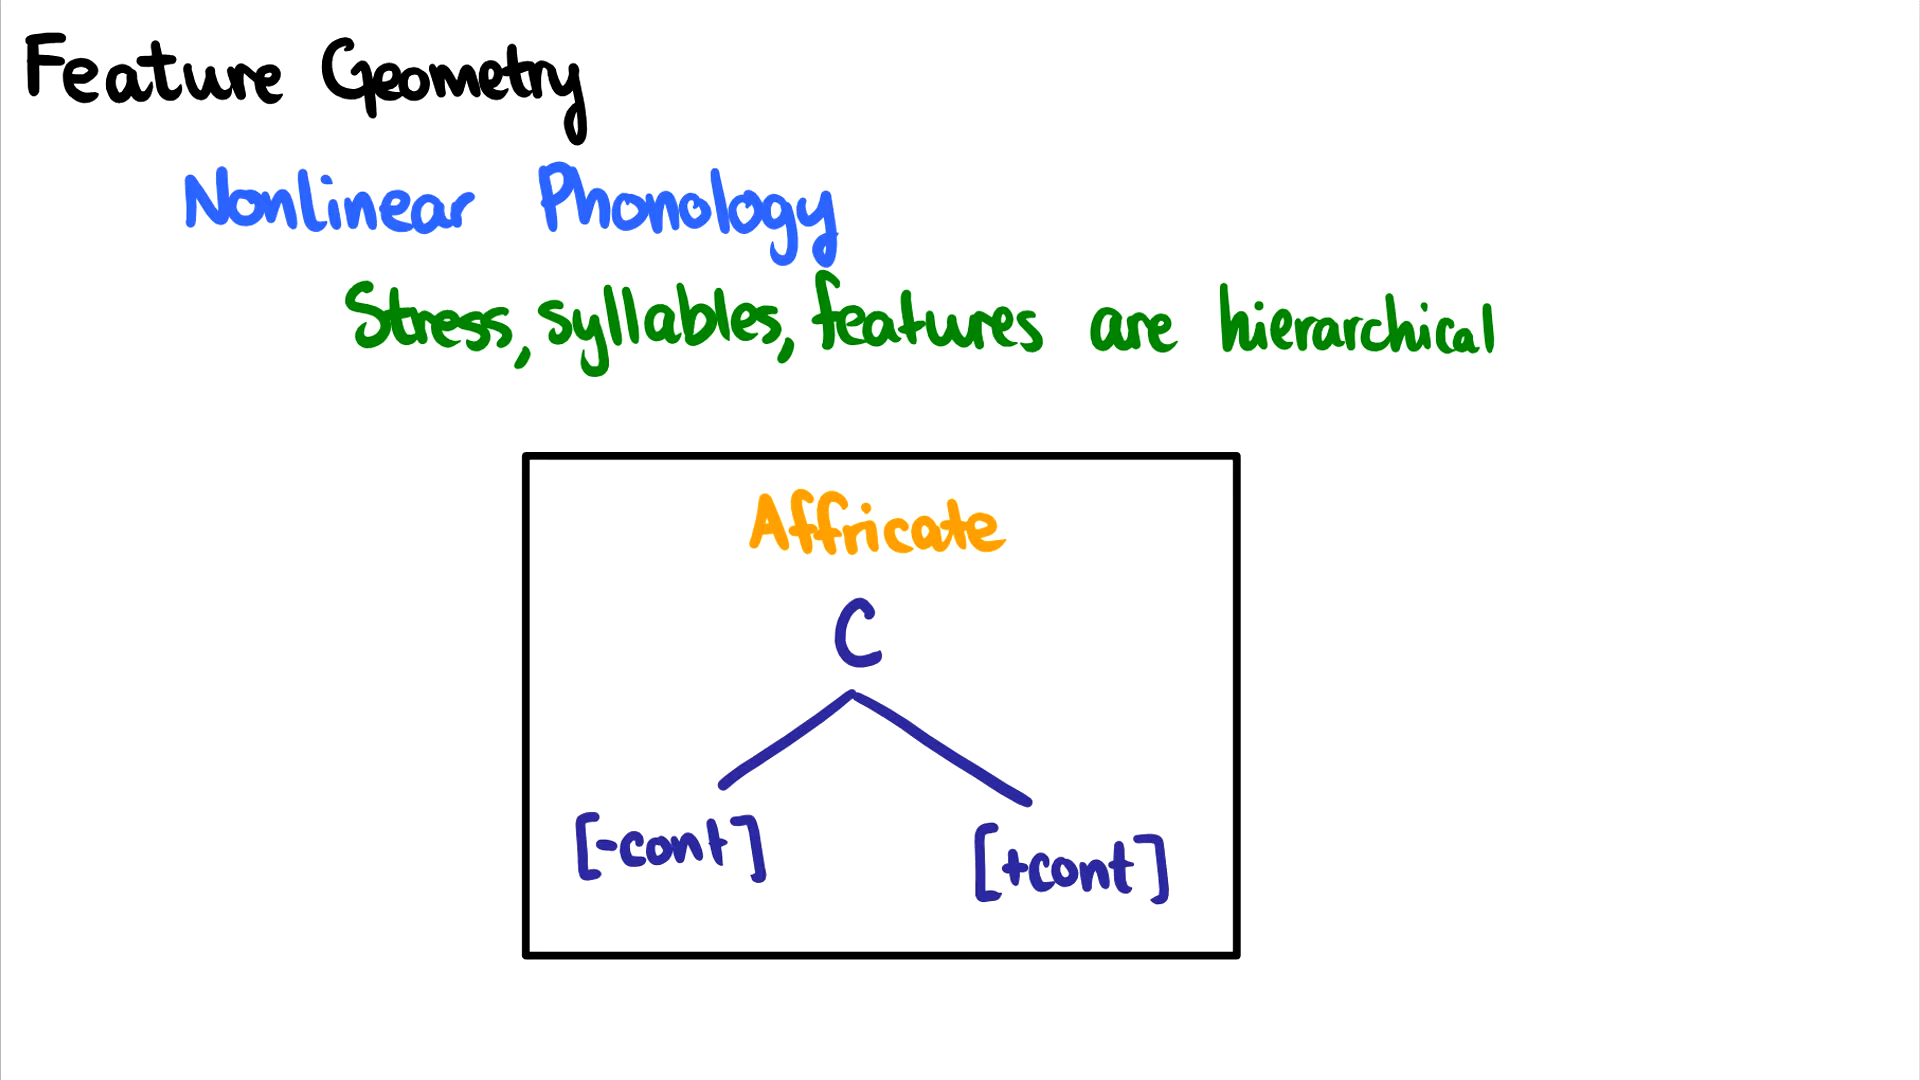 Feature Geometry
Nonlinear Phonology
Stress, syllables, features are hierarchical
Affricate
C
[-cont] [+cont]